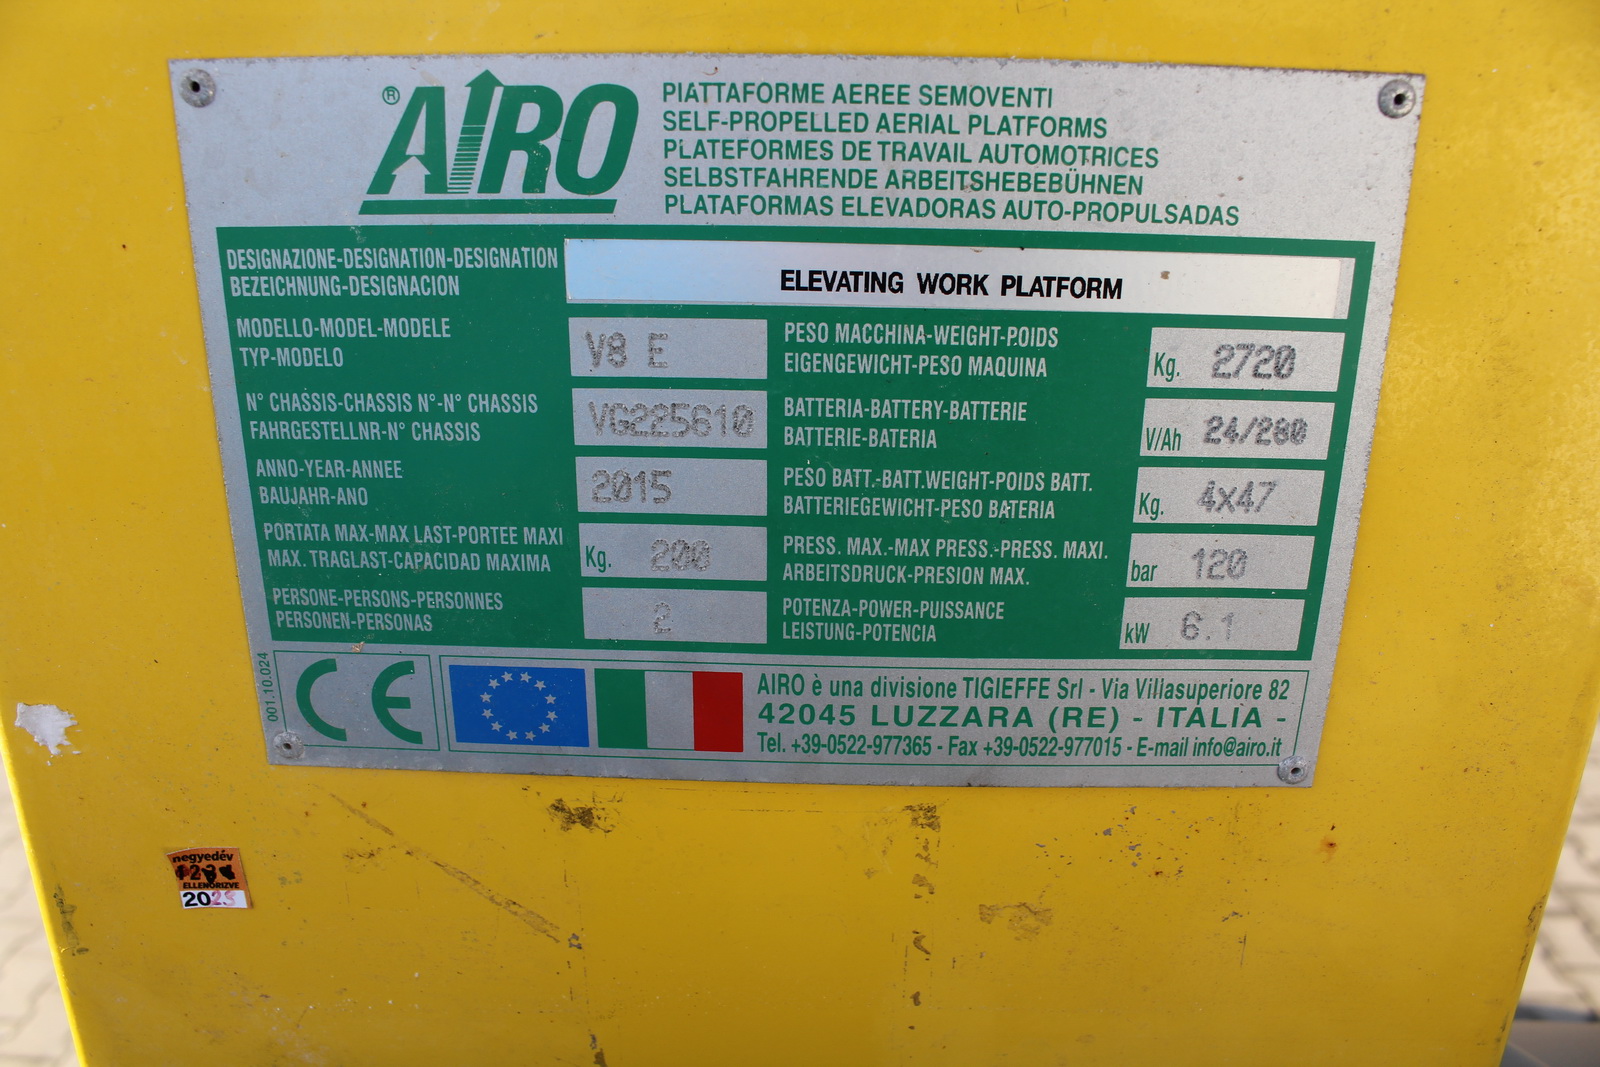 ® AIRO
PIATTAFORME AEREE SEMOVENTI
SELF-PROPELLED AERIAL PLATFORMS
PLATEFORMES DE TRAVAIL AUTOMOTRICES
SELBSTFAHRENDE ARBEITSHEBEBÜHNEN
PLATAFORMAS ELEVADORAS AUTO-PROPULSADAS
DESIGNAZIONE-DESIGNATION-DESIGNATION
BEZEICHNUNG-DESIGNACION
ELEVATING WORK PLATFORM
MODELLO-MODEL-MODELE
TYP-MODELO
V8 E
N° CHASSIS-CHASSIS N°-N° CHASSIS
FAHRGESTELLNR-N° CHASSIS
VG225610
ANNO-YEAR-ANNEE
BAUJAHR-ANO
2015
PORTATA MAX-MAX LAST-PORTEE MAXI
MAX. TRAGLAST-CAPACIDAD MAXIMA
Kg. 200
PERSONE-PERSONS-PERSONNES
PERSONEN-PERSONAS
2
PESO MACCHINA-WEIGHT-POIDS
EIGENGEWICHT-PESO MAQUINA
Kg. 2720
BATTERIA-BATTERY-BATTERIE
BATTERIE-BATERIA
V/Ah 24/280
PESO BATT.-BATT.WEIGHT-POIDS BATT.
BATTERIEGEWICHT-PESO BATERIA
Kg. 4X47
PRESS. MAX.-MAX PRESS.-PRESS. MAXI.
ARBEITSDRUCK-PRESION MAX.
bar 120
POTENZA-POWER-PUISSANCE
LEISTUNG-POTENCIA
kW 6.1
001.10.024
CE
AIRO è una divisione TIGIEFFE Srl - Via Villasuperiore 82
42045 LUZZARA (RE) - ITALIA -
Tel. +39-0522-977365 - Fax +39-0522-977015 - E-mail info@airo.it
negyedév
ELLENŐRIZVE